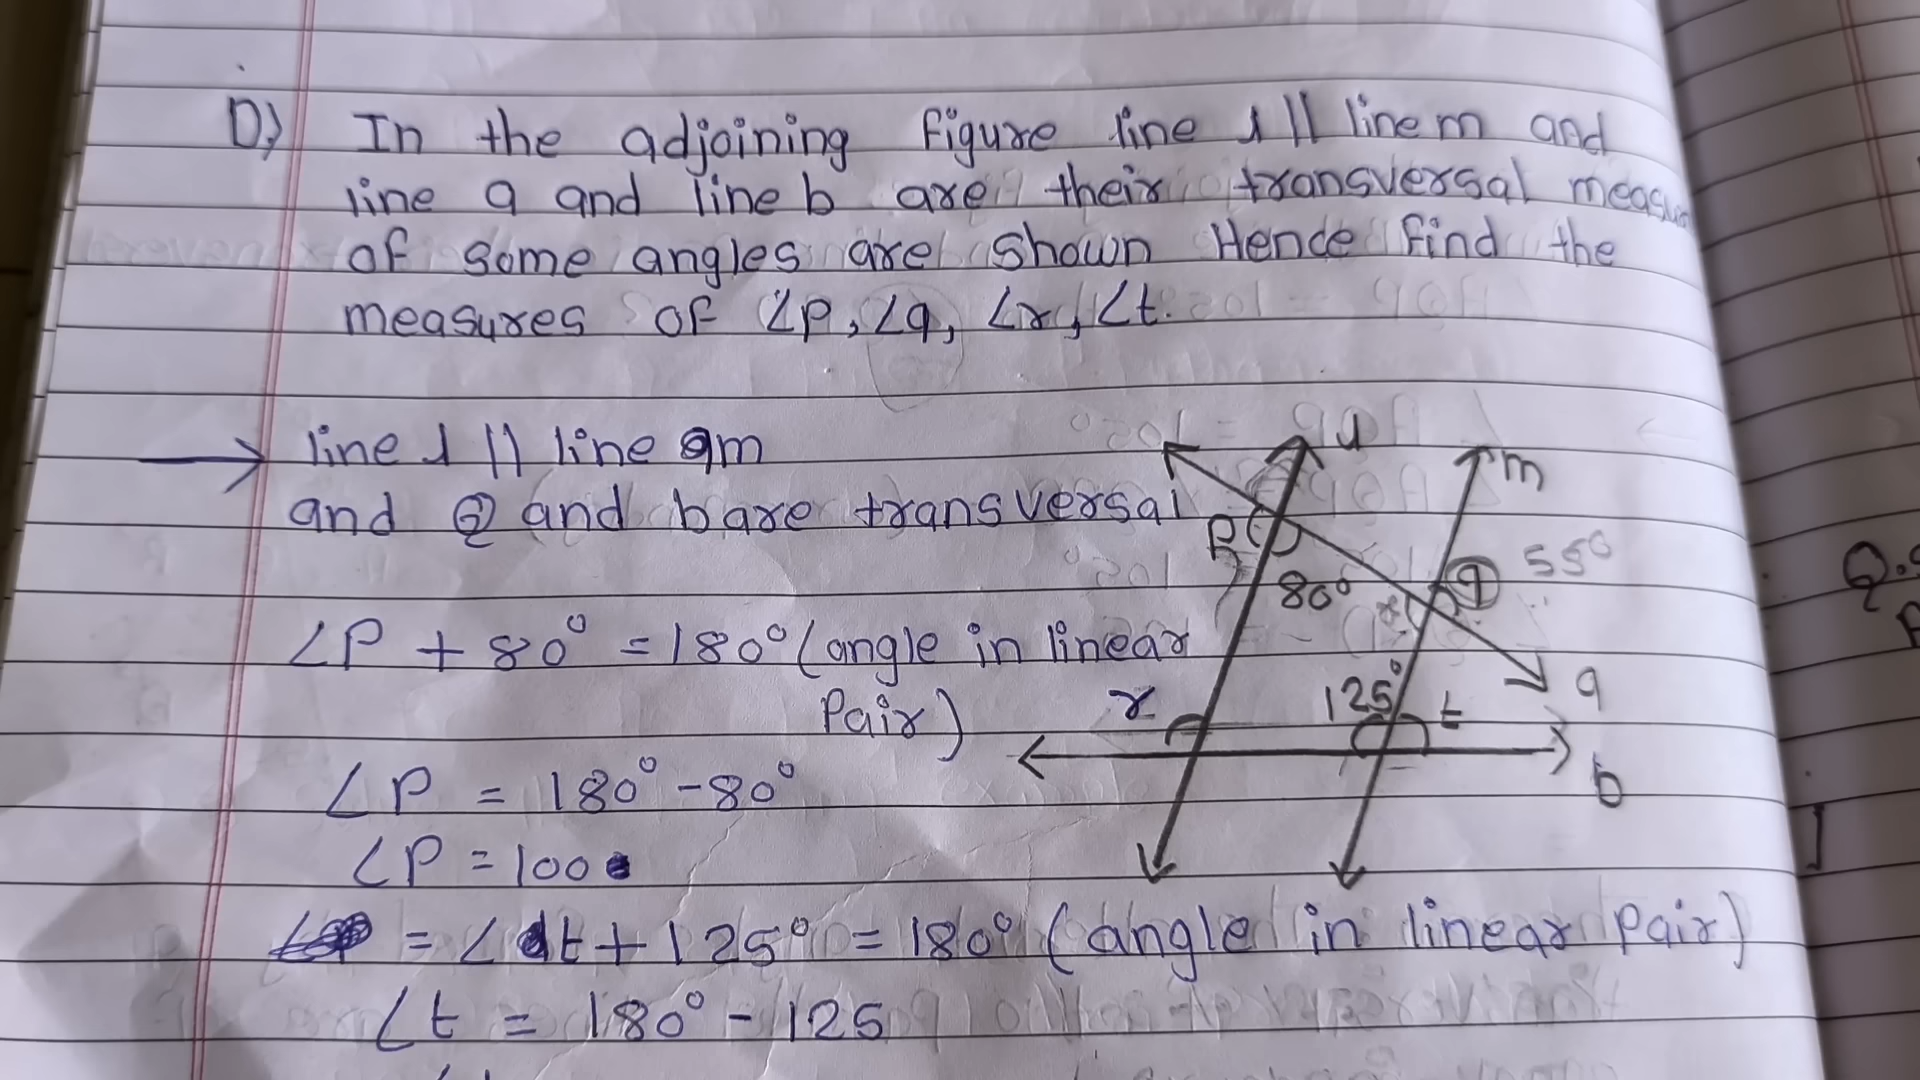 D) In the adjoining figure line l || line m and
line a and line b are their transversal measu
of some angles are shown Hence find the
measures of ∠p, ∠q, ∠r, ∠t.
→ line l || line m
and a and b are transversal
∠P + 80° = 180° (angle in linear
Pair)
∠P = 180° - 80°
∠P = 100
= ∠t + 125° = 180° (angle in linear Pair)
∠t = 180° - 125
l
m
P
80°
q
55°
x
125°
t
r
a
b
Q.